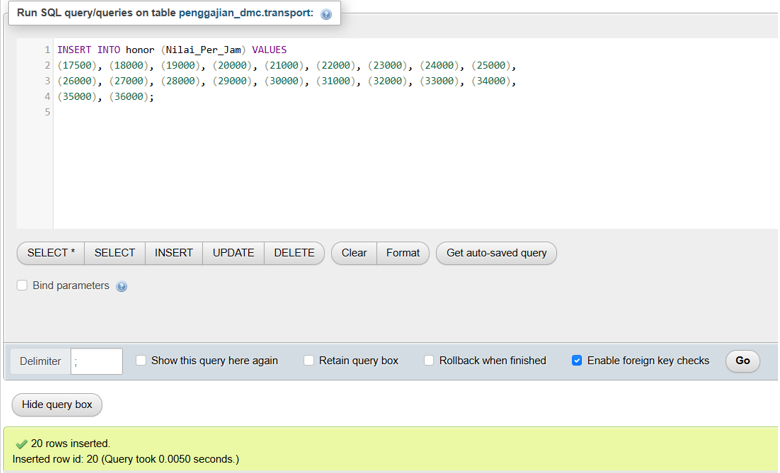 Run SQL query/queries on table penggajian_dmc.transport:
1 INSERT INTO honor (Nilai_Per_Jam) VALUES
2 (17500), (18000), (19000), (20000), (21000), (22000), (23000), (24000), (25000),
3 (26000), (27000), (28000), (29000), (30000), (31000), (32000), (33000), (34000),
4 (35000), (36000);
5
SELECT * SELECT INSERT UPDATE DELETE Clear Format Get auto-saved query
Bind parameters
Delimiter ; Show this query here again Retain query box Rollback when finished Enable foreign key checks Go
Hide query box
20 rows inserted.
Inserted row id: 20 (Query took 0.0050 seconds.)